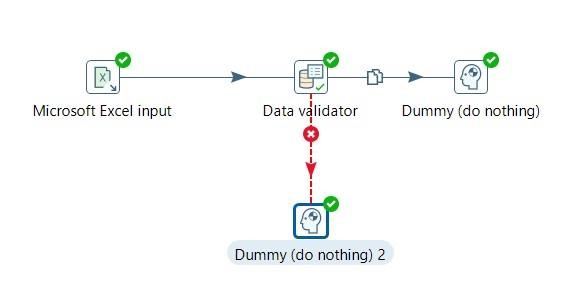 Microsoft Excel input
Data validator
Dummy (do nothing)
Dummy (do nothing) 2